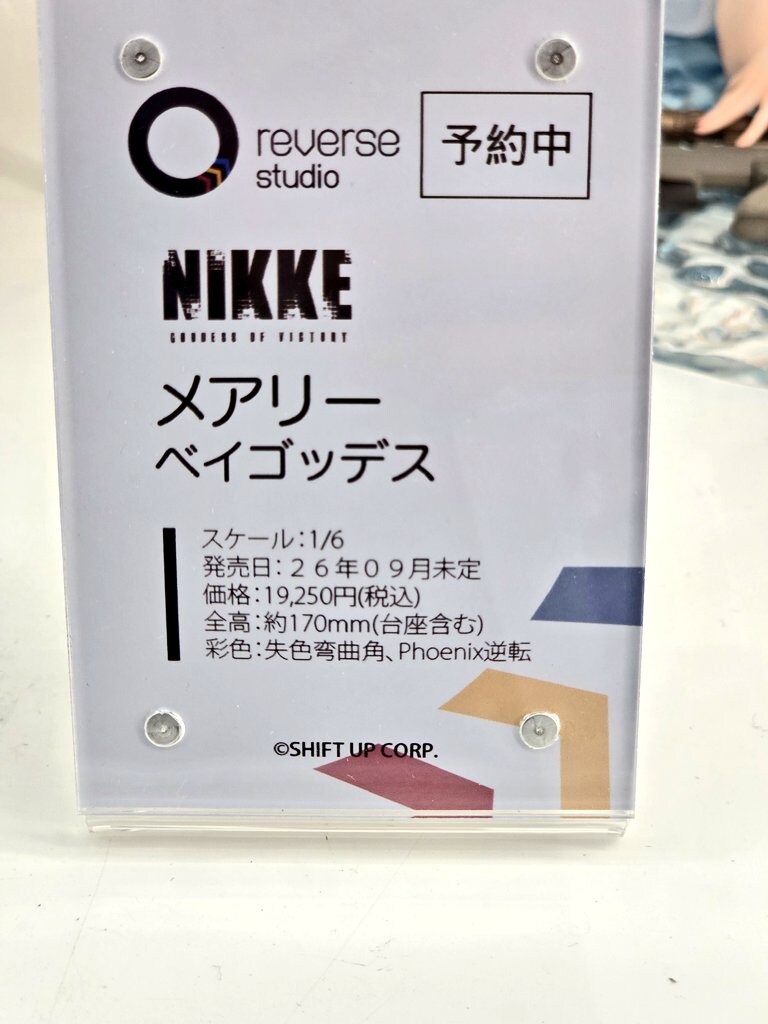 reverse
studio
予約中
NIKKE
GODDESS OF VICTORY
メアリー
ベイゴッデス
スケール：1/6
発売日：２６年０９月未定
価格：19,250円(税込)
全高：約170mm(台座含む)
彩色：失色弯曲角、Phoenix逆転
©SHIFT UP CORP.